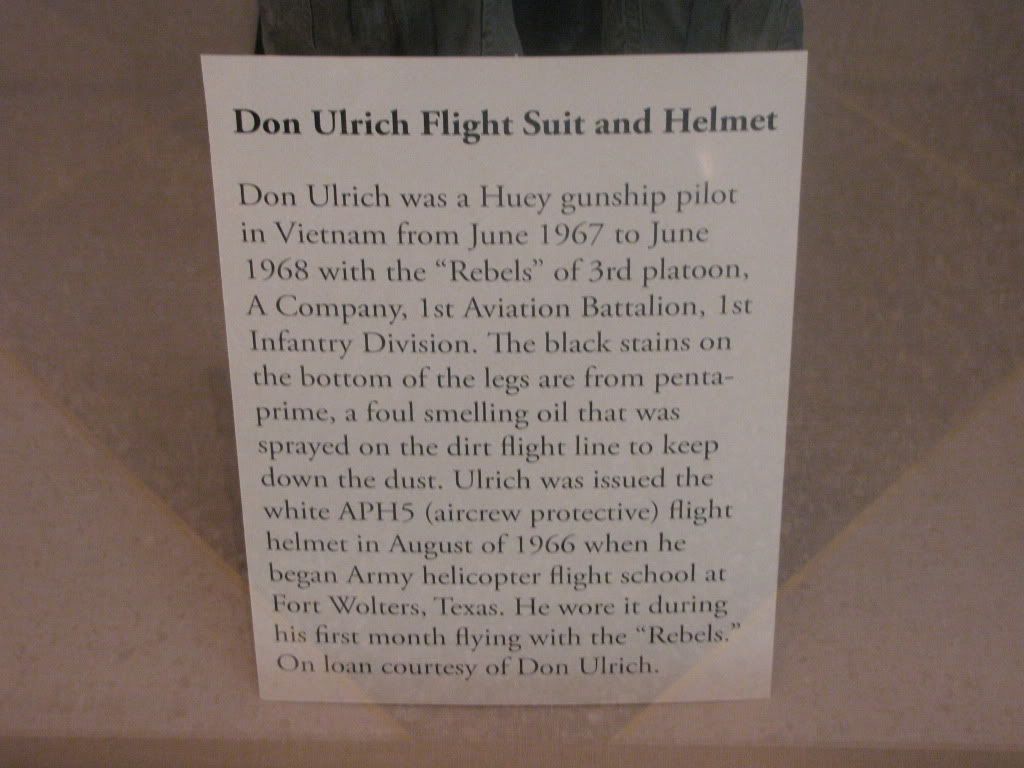 Don Ulrich Flight Suit and Helmet
Don Ulrich was a Huey gunship pilot
in Vietnam from June 1967 to June
1968 with the “Rebels” of 3rd platoon,
A Company, 1st Aviation Battalion, 1st
Infantry Division. The black stains on
the bottom of the legs are from penta-
prime, a foul smelling oil that was
sprayed on the dirt flight line to keep
down the dust. Ulrich was issued the
white APH5 (aircrew protective) flight
helmet in August of 1966 when he
began Army helicopter flight school at
Fort Wolters, Texas. He wore it during
his first month flying with the “Rebels.”
On loan courtesy of Don Ulrich.